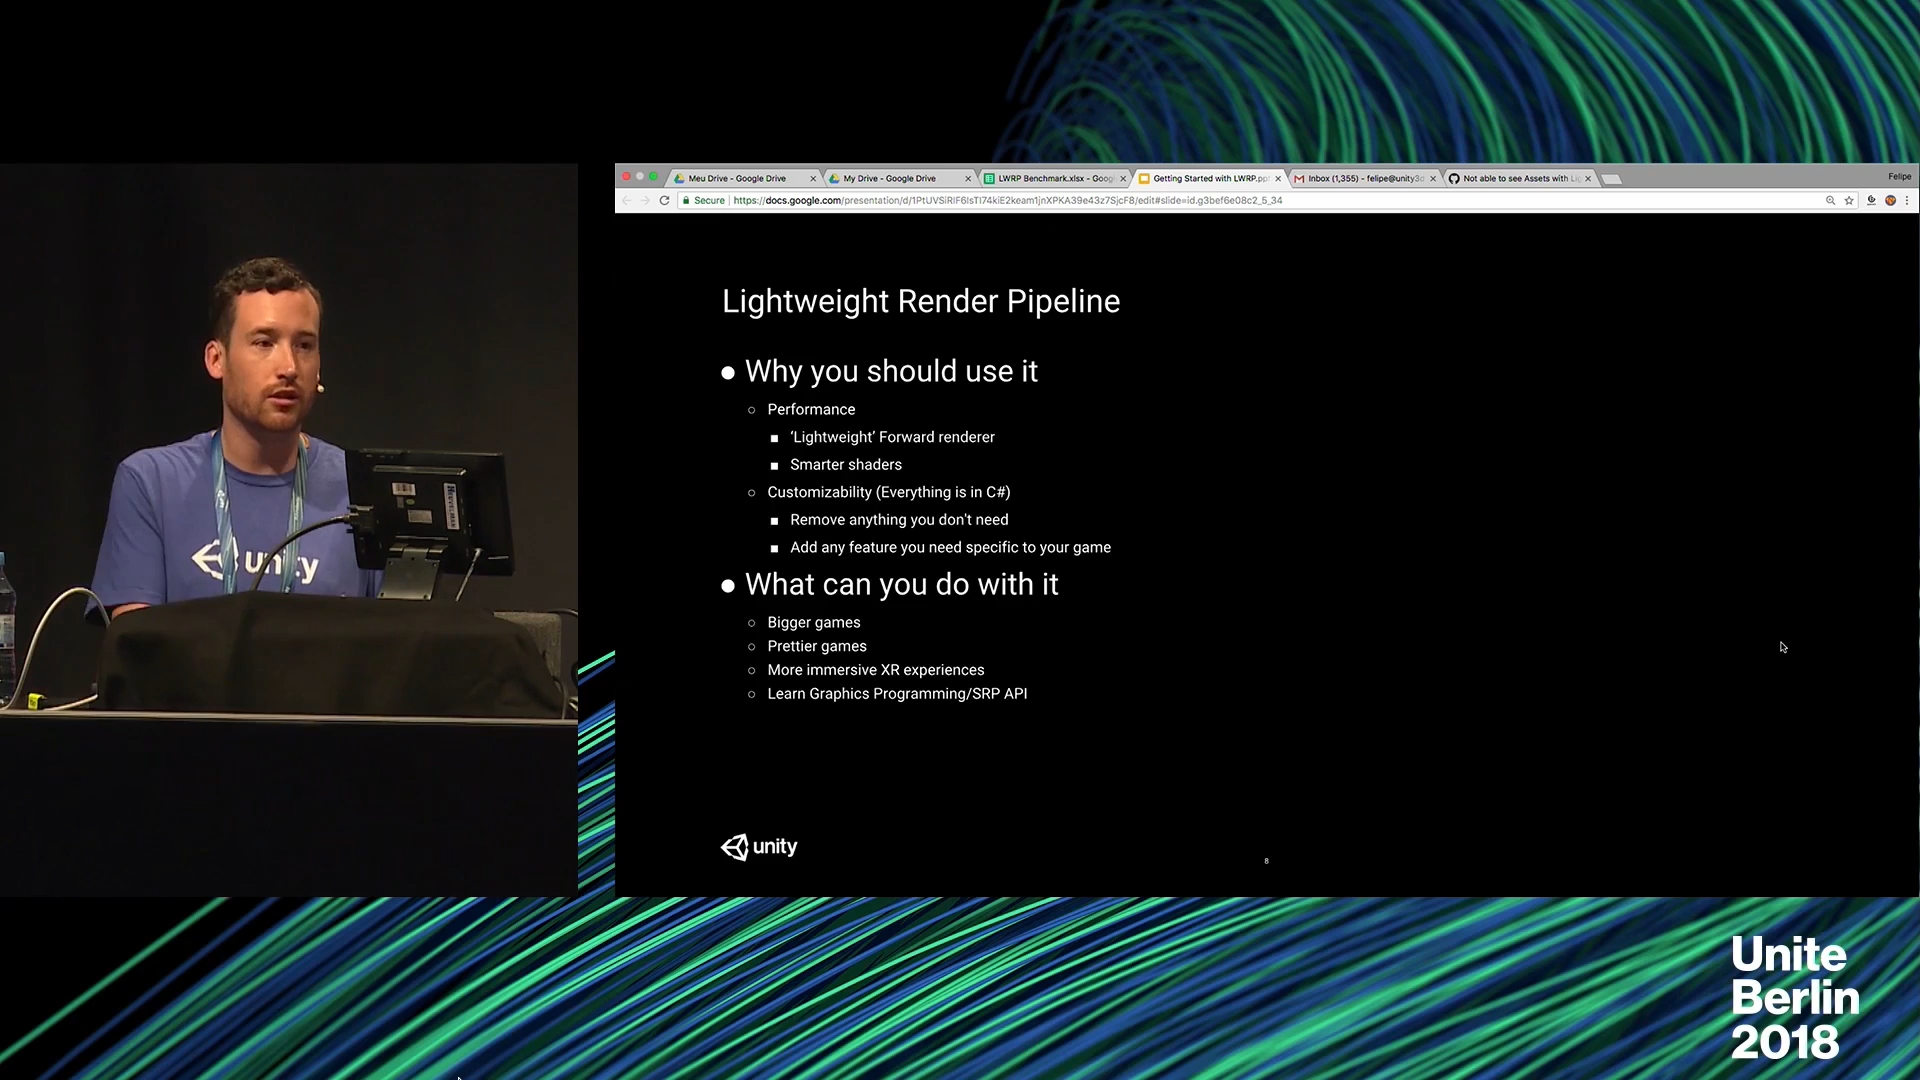 Meu Drive - Google Drive
My Drive - Google Drive
LWRP Benchmark.xlsx - Goog
Getting Started with LWRP.ppt
Inbox (1,355) - felipe@unity3d
Not able to see Assets with Lig
Felipe
Secure
Lightweight Render Pipeline
● Why you should use it
○ Performance
■ ‘Lightweight’ Forward renderer
■ Smarter shaders
○ Customizability (Everything is in C#)
■ Remove anything you don't need
■ Add any feature you need specific to your game
● What can you do with it
○ Bigger games
○ Prettier games
○ More immersive XR experiences
○ Learn Graphics Programming/SRP API
unity
8
unity
Unite
Berlin
2018